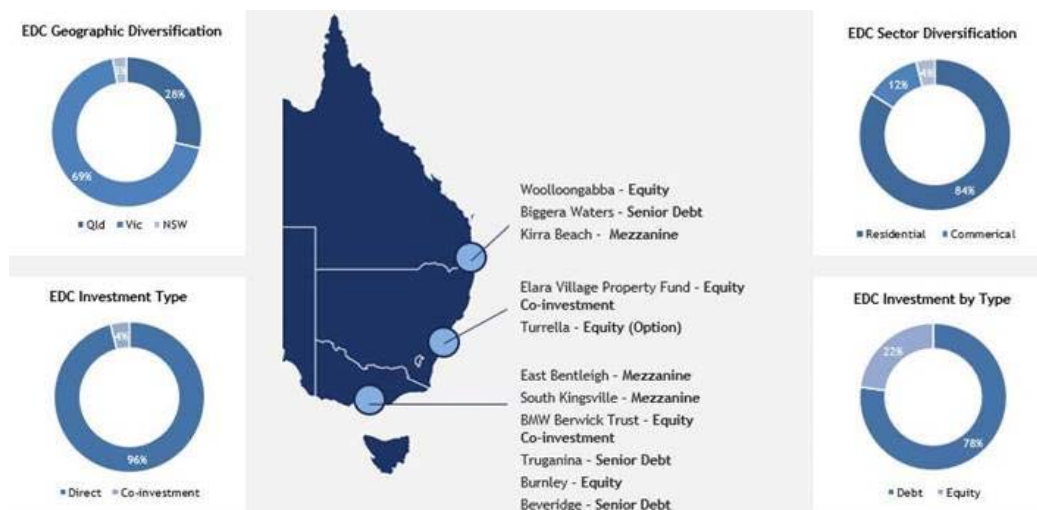 EDC Geographic Diversification
3%
28%
69%
Qld Vic NSW
EDC Investment Type
4%
96%
Direct Co-investment
Woolloongabba - Equity
Biggera Waters - Senior Debt
Kirra Beach - Mezzanine
Elara Village Property Fund - Equity
Co-investment
Turrella - Equity (Option)
East Bentleigh - Mezzanine
South Kingsville - Mezzanine
BMW Berwick Trust - Equity
Co-investment
Truganina - Senior Debt
Burnley - Equity
Beveridge - Senior Debt
EDC Sector Diversification
4%
12%
84%
Residential Commerical
EDC Investment by Type
22%
78%
Debt Equity